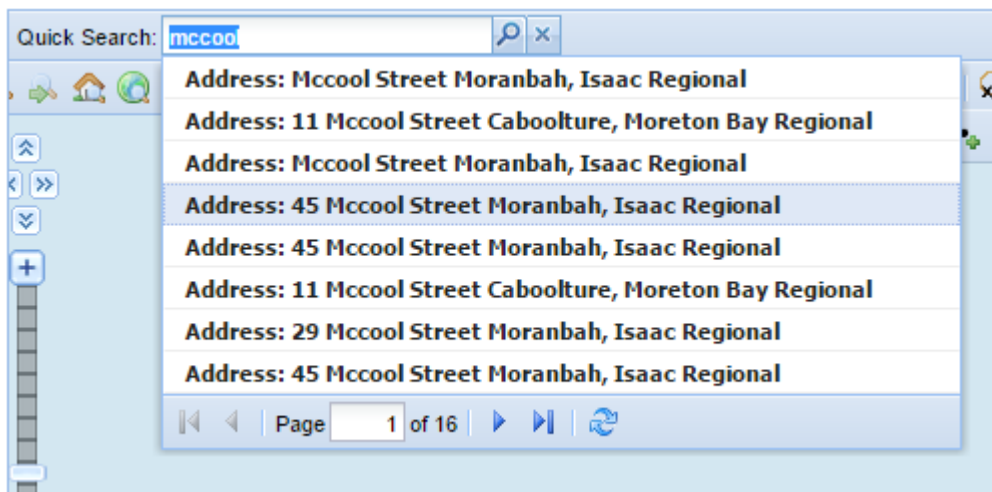 Quick Search: mccool
Address: Mccool Street Moranbah, Isaac Regional
Address: 11 Mccool Street Caboolture, Moreton Bay Regional
Address: Mccool Street Moranbah, Isaac Regional
Address: 45 Mccool Street Moranbah, Isaac Regional
Address: 45 Mccool Street Moranbah, Isaac Regional
Address: 11 Mccool Street Caboolture, Moreton Bay Regional
Address: 29 Mccool Street Moranbah, Isaac Regional
Address: 45 Mccool Street Moranbah, Isaac Regional
Page 1 of 16